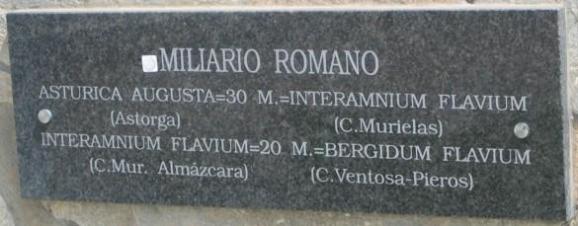 MILIARIO ROMANO
ASTURICA AUGUSTA=30 M.=INTERAMNIUM FLAVIUM
(Astorga) (C.Murielas)
INTERAMNIUM FLAVIUM=20 M.=BERGIDUM FLAVIUM
(C.Mur. Almázcara) (C.Ventosa-Pieros)